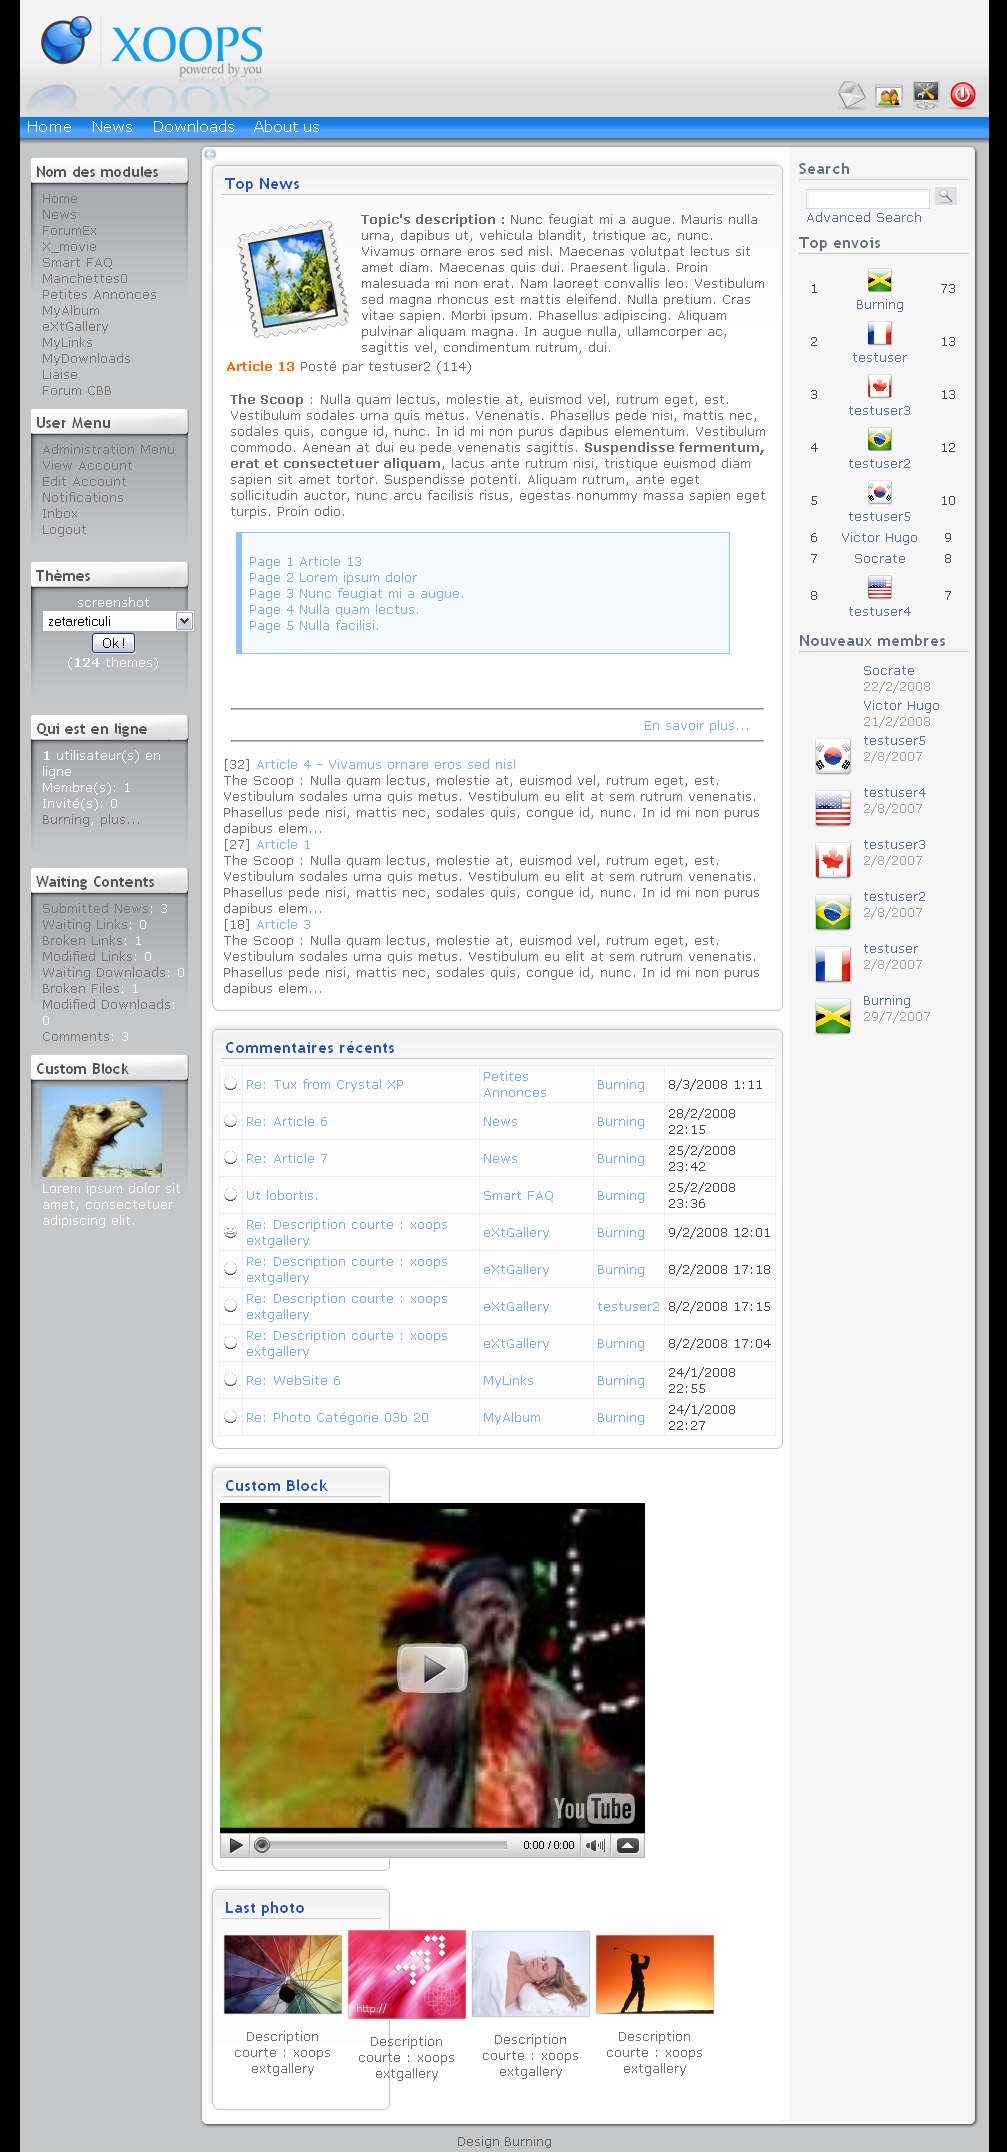 XOOPS
powered by you
Home News Downloads About us
Nom des modules
Home
News
ForumEx
X_movie
Smart FAQ
Manchettes0
Petites Annonces
MyAlbum
eXtGallery
MyLinks
MyDownloads
Liaise
Forum CBB
User Menu
Administration Menu
View Account
Edit Account
Notifications
Inbox
Logout
Thèmes
screenshot
zetareticuli
Ok !
(124 themes)
Qui est en ligne
1 utilisateur(s) en
ligne
Membre(s): 1
Invité(s): 0
Burning, plus...
Waiting Contents
Submitted News: 3
Waiting Links: 0
Broken Links: 1
Modified Links: 0
Waiting Downloads: 0
Broken Files: 1
Modified Downloads:
0
Comments: 3
Custom Block
Lorem ipsum dolor sit
amet, consectetuer
adipiscing elit.
Top News
Topic's description : Nunc feugiat mi a augue. Mauris nulla
urna, dapibus ut, vehicula blandit, tristique ac, nunc.
Vivamus ornare eros sed nisl. Maecenas volutpat lectus sit
amet diam. Maecenas quis dui. Praesent ligula. Proin
malesuada mi non erat. Nam laoreet convallis leo. Vestibulum
sed magna rhoncus est mattis eleifend. Nulla pretium. Cras
vitae sapien. Morbi ipsum. Phasellus adipiscing. Aliquam
pulvinar aliquam magna. In augue nulla, ullamcorper ac,
sagittis vel, condimentum rutrum, dui.
Article 13 Posté par testuser2 (114)
The Scoop : Nulla quam lectus, molestie at, euismod vel, rutrum eget, est.
Vestibulum sodales urna quis metus. Venenatis. Phasellus pede nisi, mattis nec,
sodales quis, congue id, nunc. In id mi non purus dapibus elementum. Vestibulum
commodo. Aenean at dui eu pede venenatis sagittis. Suspendisse fermentum,
erat et consectetuer aliquam, lacus ante rutrum nisi, tristique euismod diam
sapien sit amet tortor. Suspendisse potenti. Aliquam rutrum, ante eget
sollicitudin auctor, nunc arcu facilisis risus, egestas nonummy massa sapien eget
turpis. Proin odio.
Page 1 Article 13
Page 2 Lorem ipsum dolor
Page 3 Nunc feugiat mi a augue.
Page 4 Nulla quam lectus.
Page 5 Nulla facilisi.
En savoir plus...
[32] Article 4 - Vivamus ornare eros sed nisl
The Scoop : Nulla quam lectus, molestie at, euismod vel, rutrum eget, est.
Vestibulum sodales urna quis metus. Vestibulum eu elit at sem rutrum venenatis.
Phasellus pede nisi, mattis nec, sodales quis, congue id, nunc. In id mi non purus
dapibus elem...
[27] Article 1
The Scoop : Nulla quam lectus, molestie at, euismod vel, rutrum eget, est.
Vestibulum sodales urna quis metus. Vestibulum eu elit at sem rutrum venenatis.
Phasellus pede nisi, mattis nec, sodales quis, congue id, nunc. In id mi non purus
dapibus elem...
[18] Article 3
The Scoop : Nulla quam lectus, molestie at, euismod vel, rutrum eget, est.
Vestibulum sodales urna quis metus. Vestibulum eu elit at sem rutrum venenatis.
Phasellus pede nisi, mattis nec, sodales quis, congue id, nunc. In id mi non purus
dapibus elem...
Commentaires récents
Re: Tux from Crystal XP Petites Annonces Burning 8/3/2008 1:11
Re: Article 6 News Burning 28/2/2008 22:15
Re: Article 7 News Burning 25/2/2008 23:42
Ut lobortis. Smart FAQ Burning 25/2/2008 23:36
Re: Description courte : xoops extgallery eXtGallery Burning 9/2/2008 12:01
Re: Description courte : xoops extgallery eXtGallery Burning 8/2/2008 17:18
Re: Description courte : xoops extgallery eXtGallery testuser2 8/2/2008 17:15
Re: Description courte : xoops extgallery eXtGallery Burning 8/2/2008 17:04
Re: WebSite 6 MyLinks Burning 24/1/2008 22:55
Re: Photo Catégorie 03b 20 MyAlbum Burning 24/1/2008 22:27
Custom Block
YouTube
0:00 / 0:00
Last photo
http://
Description
courte : xoops
extgallery
Description
courte : xoops
extgallery
Description
courte : xoops
extgallery
Description
courte : xoops
extgallery
Search
Advanced Search
Top envois
1 Burning 73
2 testuser 13
3 testuser3 13
4 testuser2 12
5 testuser5 10
6 Victor Hugo 9
7 Socrate 8
8 testuser4 7
Nouveaux membres
Socrate
22/2/2008
Victor Hugo
21/2/2008
testuser5
2/8/2007
testuser4
2/8/2007
testuser3
2/8/2007
testuser2
2/8/2007
testuser
2/8/2007
Burning
29/7/2007
Design Burning